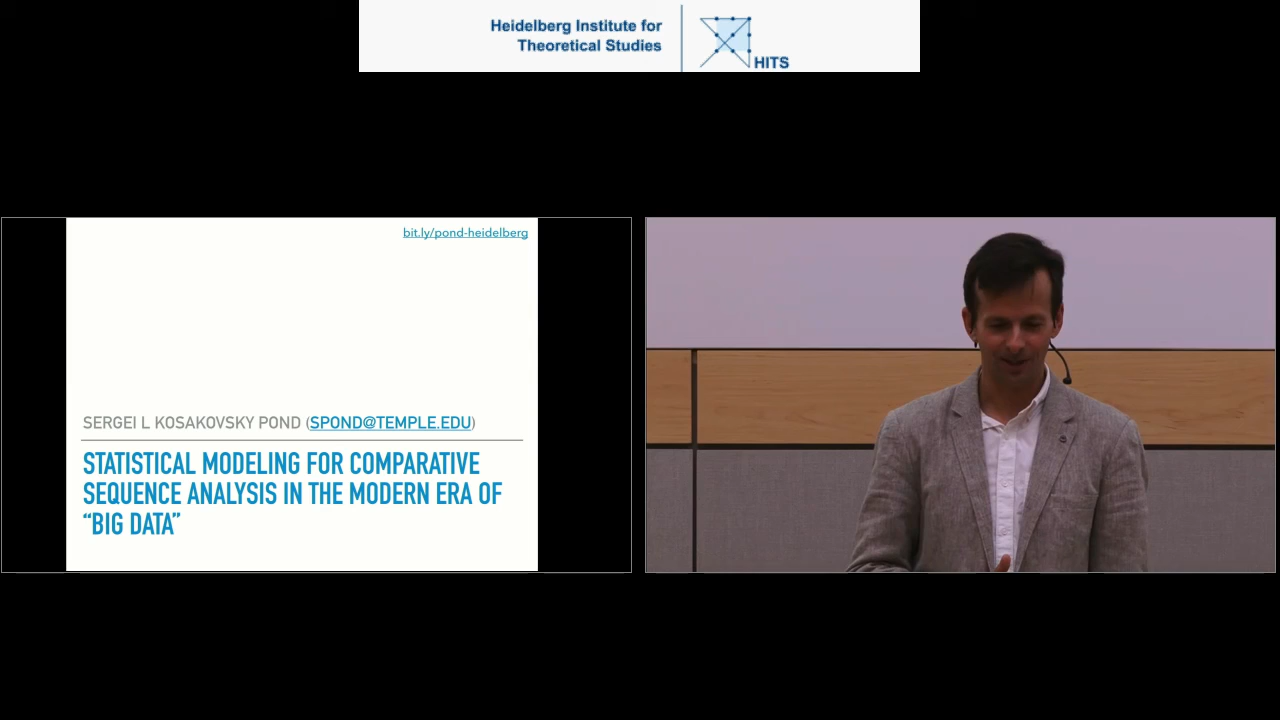 Heidelberg Institute for
Theoretical Studies
HITS
bit.ly/pond-heidelberg
SERGEI L KOSAKOVSKY POND (SPOND@TEMPLE.EDU)
STATISTICAL MODELING FOR COMPARATIVE
SEQUENCE ANALYSIS IN THE MODERN ERA OF
“BIG DATA”